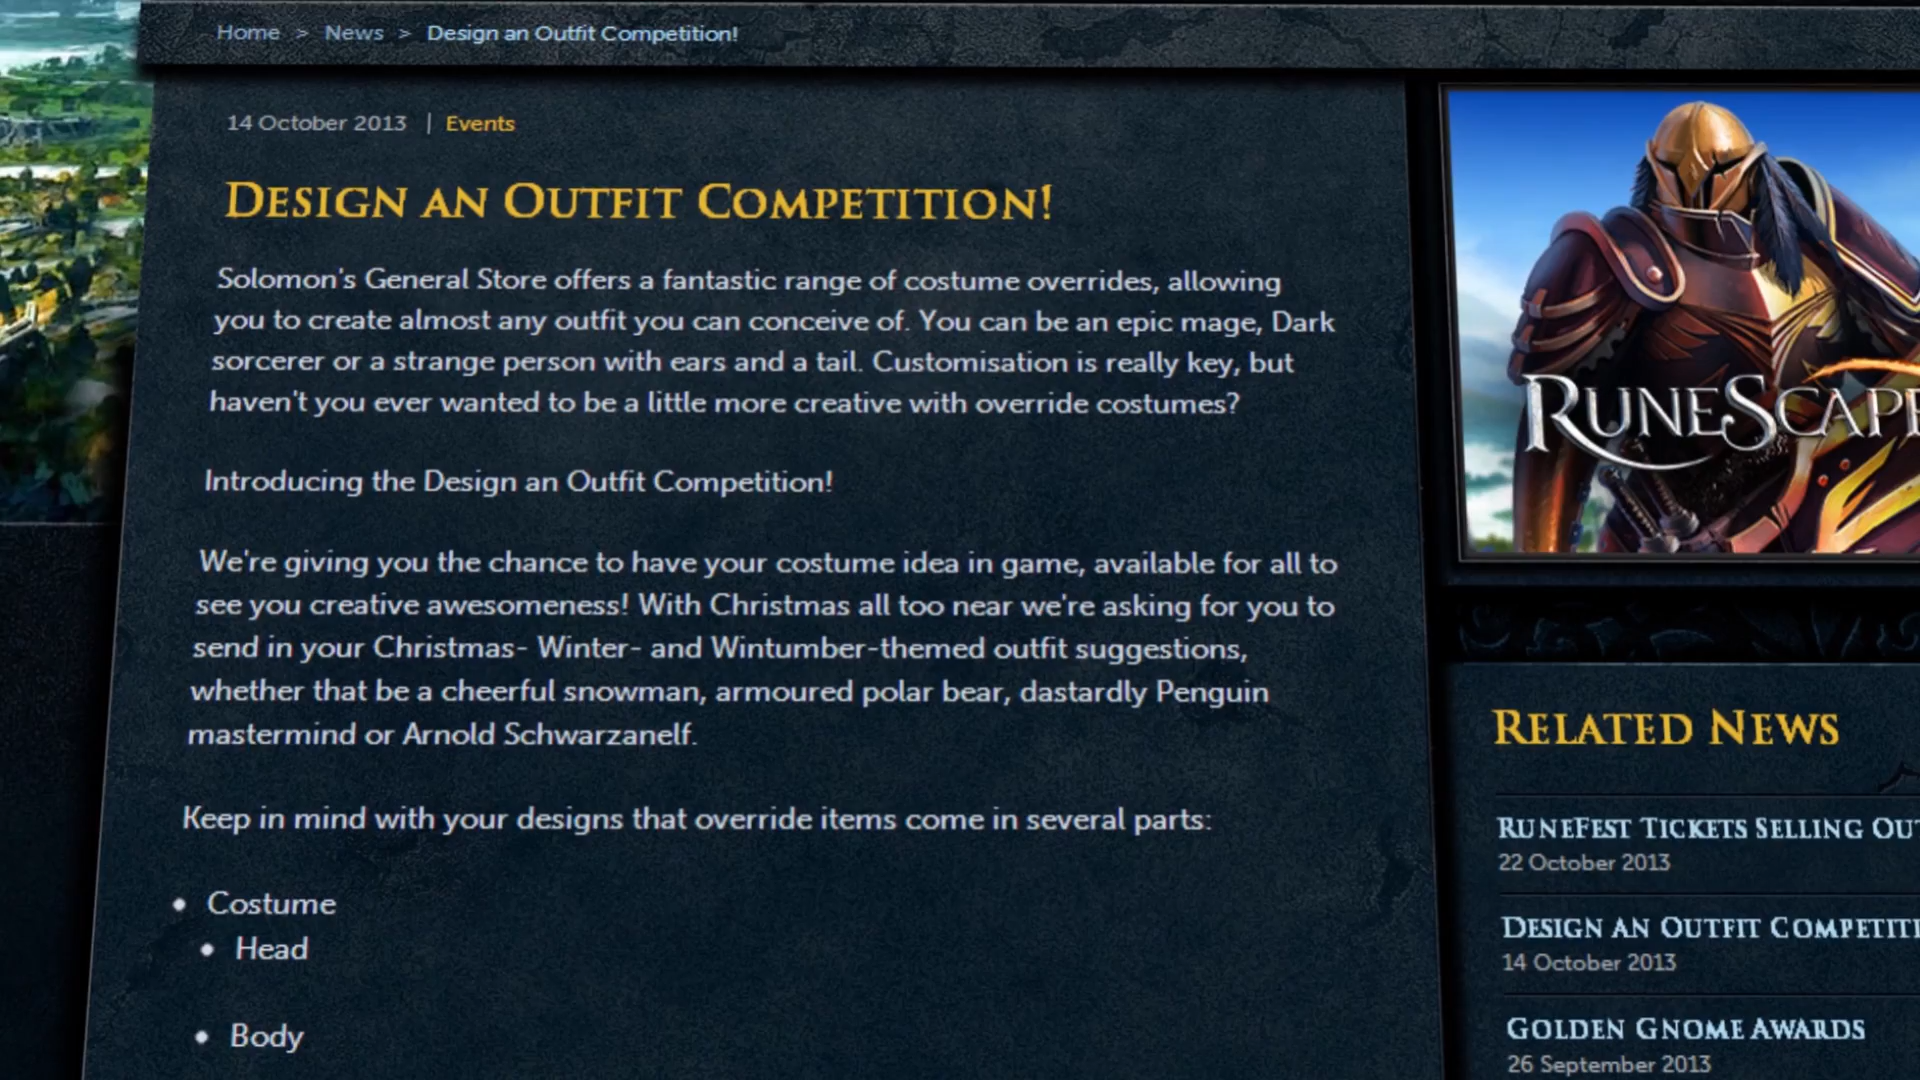 Home > News > Design an Outfit Competition!
14 October 2013 | Events
DESIGN AN OUTFIT COMPETITION!
Solomon's General Store offers a fantastic range of costume overrides, allowing
you to create almost any outfit you can conceive of. You can be an epic mage, Dark
sorcerer or a strange person with ears and a tail. Customisation is really key, but
haven't you ever wanted to be a little more creative with override costumes?
Introducing the Design an Outfit Competition!
We're giving you the chance to have your costume idea in game, available for all to
see you creative awesomeness! With Christmas all too near we're asking for you to
send in your Christmas- Winter- and Wintumber-themed outfit suggestions,
whether that be a cheerful snowman, armoured polar bear, dastardly Penguin
mastermind or Arnold Schwarzanelf.
Keep in mind with your designs that override items come in several parts:
• Costume
• Head
• Body
RUNESCAPE
RELATED NEWS
RUNEFEST TICKETS SELLING
22 October 2013
DESIGN AN OUTFIT
14 October 2013
GOLDEN GNOME AWARDS
26 September 2013